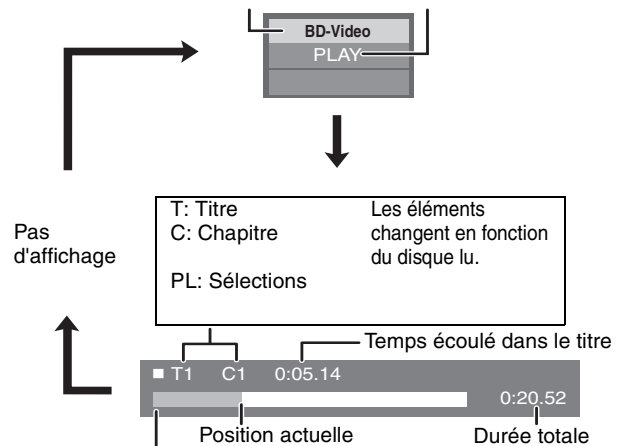 BD-Video
PLAY
T: Titre
C: Chapitre
PL: Sélections
Les éléments
changent en fonction
du disque lu.
Pas
d'affichage
Temps écoulé dans le titre
T1 C1 0:05.14
0:20.52
Position actuelle
Durée totale